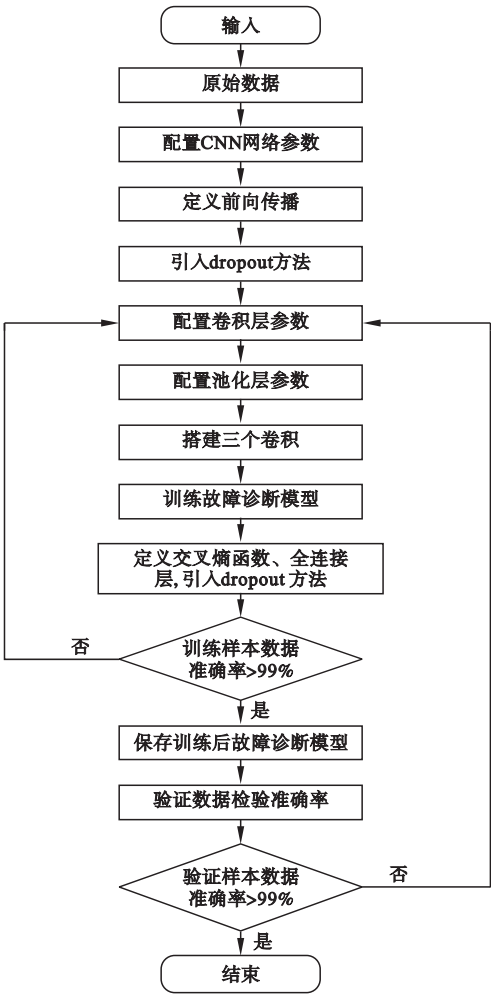 输入
原始数据
配置CNN网络参数
定义前向传播
引入dropout方法
配置卷积层参数
配置池化层参数
搭建三个卷积
训练故障诊断模型
定义交叉熵函数、全连接
层,引入dropout 方法
训练样本数据
准确率>99%
否
是
保存训练后故障诊断模型
验证数据检验准确率
验证样本数据
准确率>99%
否
是
结束